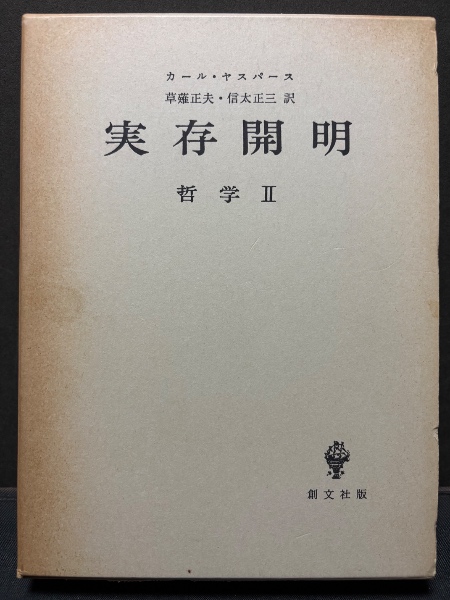 カール・ヤスパース
草薙正夫・信太正三 訳
実存開明
哲学 II
創文社版